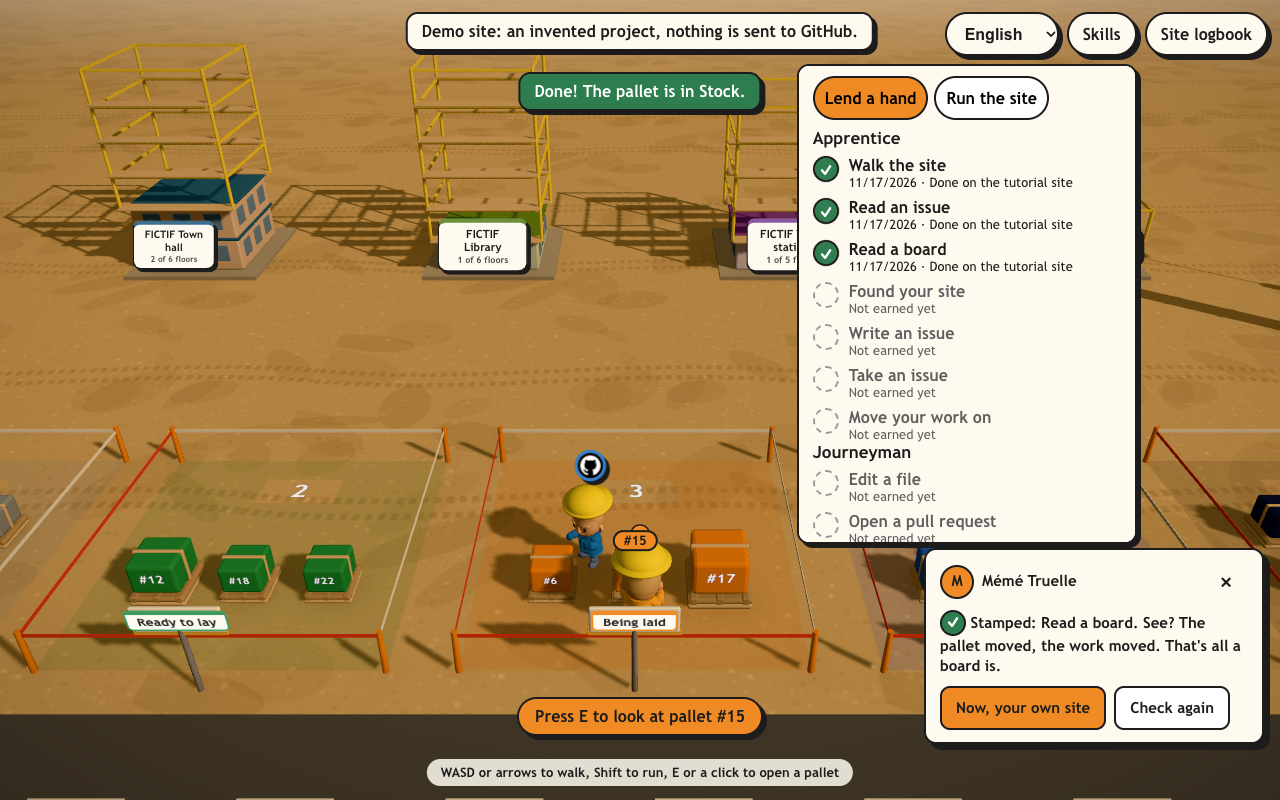 Demo site: an invented project, nothing is sent to GitHub.
English
Skills
Site logbook
Done! The pallet is in Stock.
Lend a hand
Run the site
Apprentice
Walk the site
11/17/2026 · Done on the tutorial site
Read an issue
11/17/2026 · Done on the tutorial site
Read a board
11/17/2026 · Done on the tutorial site
Found your site
Not earned yet
Write an issue
Not earned yet
Take an issue
Not earned yet
Move your work on
Not earned yet
Journeyman
Edit a file
Not earned yet
Open a pull request
Not earned yet
FICTIF Town
hall
2 of 6 floors
FICTIF
Library
1 of 6 floors
FICTIF
1 of 5
2
3
#12
#18
#22
#6
#15
#17
Ready to lay
Being laid
M
Mémé Truelle
×
Stamped: Read a board. See? The
pallet moved, the work moved. That's all a
board is.
Now, your own site
Check again
Press E to look at pallet #15
WASD or arrows to walk, Shift to run, E or a click to open a pallet